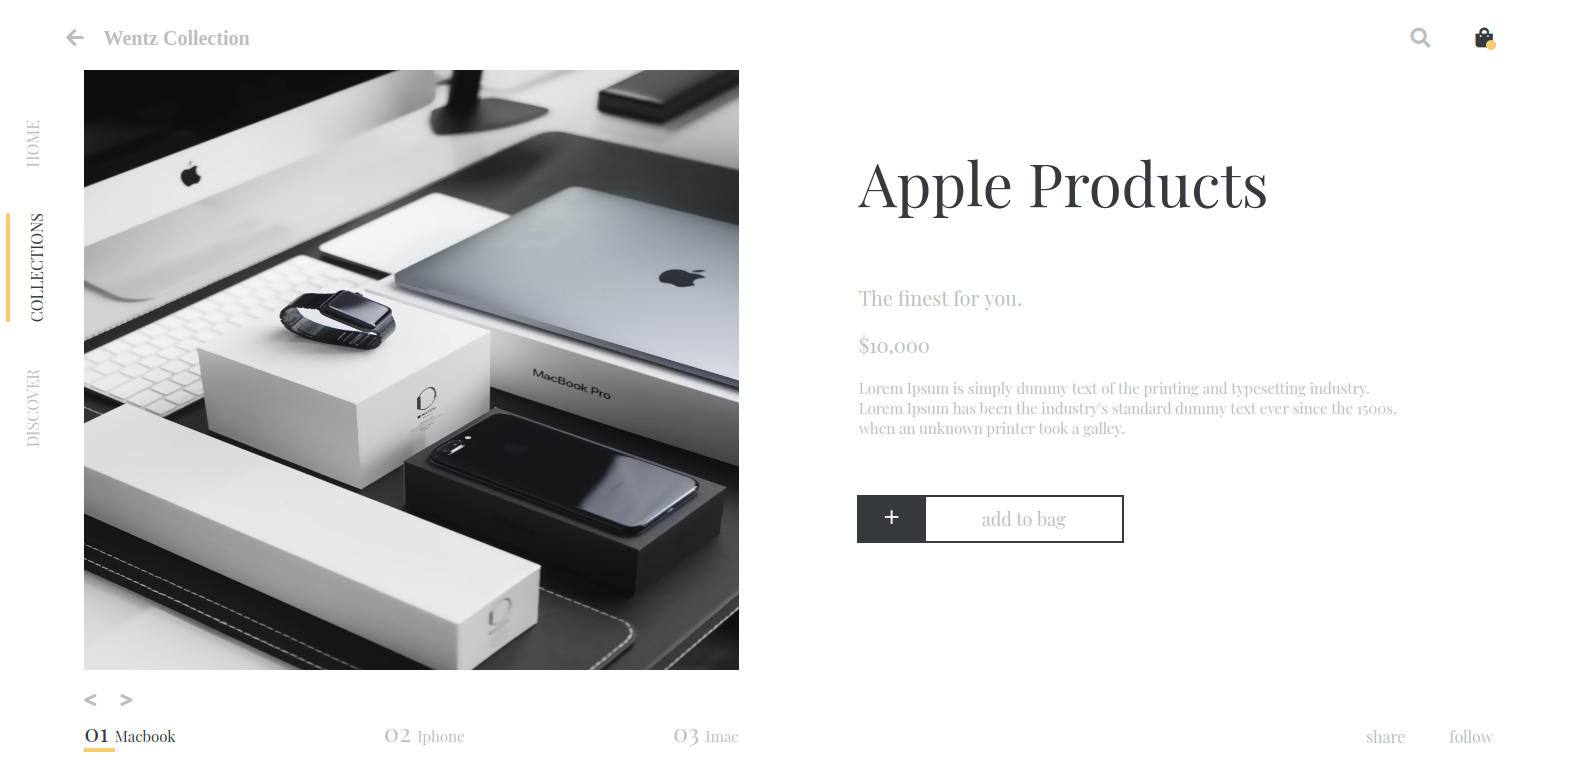 Wentz Collection
HOME
COLLECTIONS
DISCOVER
MacBook Pro
Apple Products
The finest for you.
$10,000
Lorem Ipsum is simply dummy text of the printing and typesetting industry.
Lorem Ipsum has been the industry's standard dummy text ever since the 1500s,
when an unknown printer took a galley.
+ add to bag
< >
01 Macbook
02 Iphone
03 Imac
share
follow